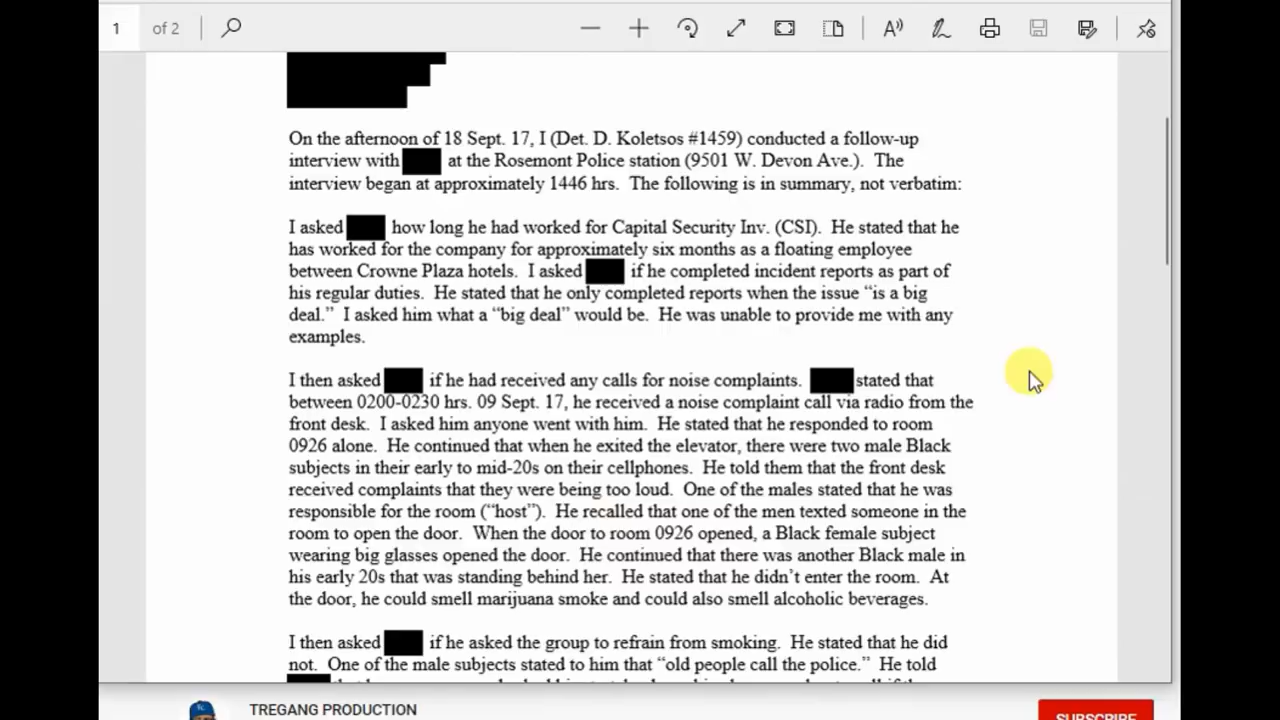 1 of 2
On the afternoon of 18 Sept. 17, I (Det. D. Koletsos #1459) conducted a follow-up
interview with at the Rosemont Police station (9501 W. Devon Ave.). The
interview began at approximately 1446 hrs. The following is in summary, not verbatim:
I asked how long he had worked for Capital Security Inv. (CSI). He stated that he
has worked for the company for approximately six months as a floating employee
between Crowne Plaza hotels. I asked if he completed incident reports as part of
his regular duties. He stated that he only completed reports when the issue “is a big
deal.” I asked him what a “big deal” would be. He was unable to provide me with any
examples.
I then asked if he had received any calls for noise complaints. stated that
between 0200-0230 hrs. 09 Sept. 17, he received a noise complaint call via radio from the
front desk. I asked him anyone went with him. He stated that he responded to room
0926 alone. He continued that when he exited the elevator, there were two male Black
subjects in their early to mid-20s on their cellphones. He told them that the front desk
received complaints that they were being too loud. One of the males stated that he was
responsible for the room (“host”). He recalled that one of the men texted someone in the
room to open the door. When the door to room 0926 opened, a Black female subject
wearing big glasses opened the door. He continued that there was another Black male in
his early 20s that was standing behind her. He stated that he didn’t enter the room. At
the door, he could smell marijuana smoke and could also smell alcoholic beverages.
I then asked if he asked the group to refrain from smoking. He stated that he did
not. One of the male subjects stated to him that “old people call the police.” He told
TREGANG PRODUCTION
SUBSCRIBE